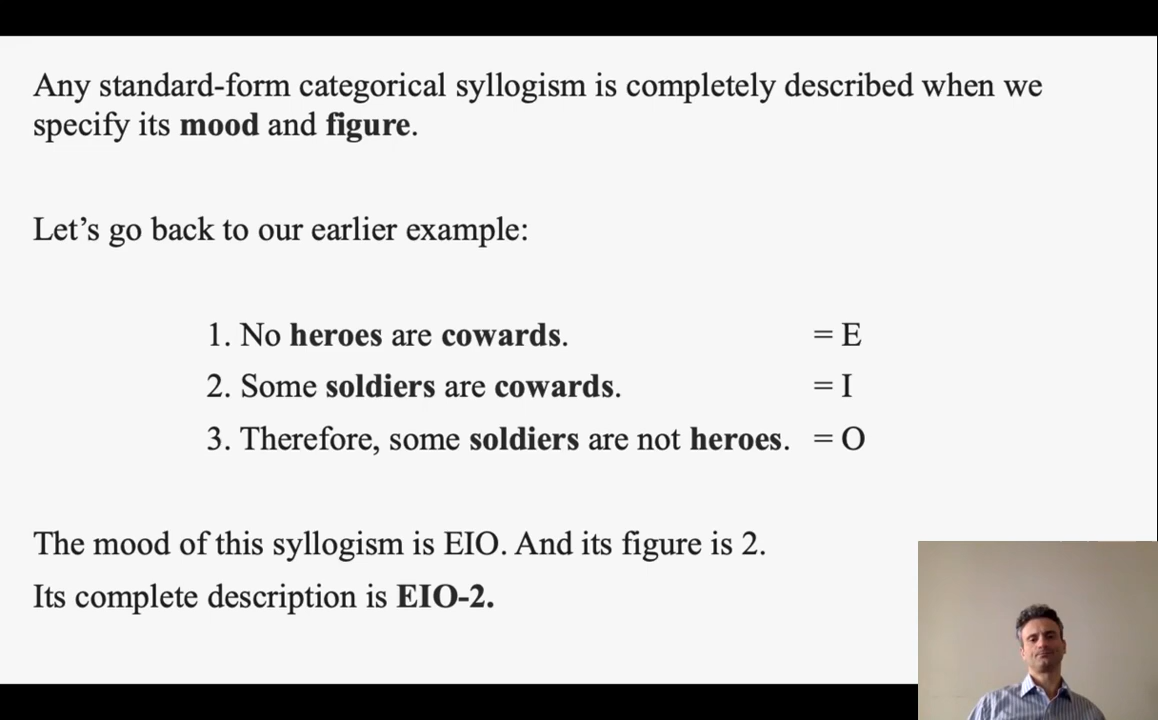 Any standard-form categorical syllogism is completely described when we
specify its mood and figure.
Let’s go back to our earlier example:
1. No heroes are cowards. = E
2. Some soldiers are cowards. = I
3. Therefore, some soldiers are not heroes. = O
The mood of this syllogism is EIO. And its figure is 2.
Its complete description is EIO-2.